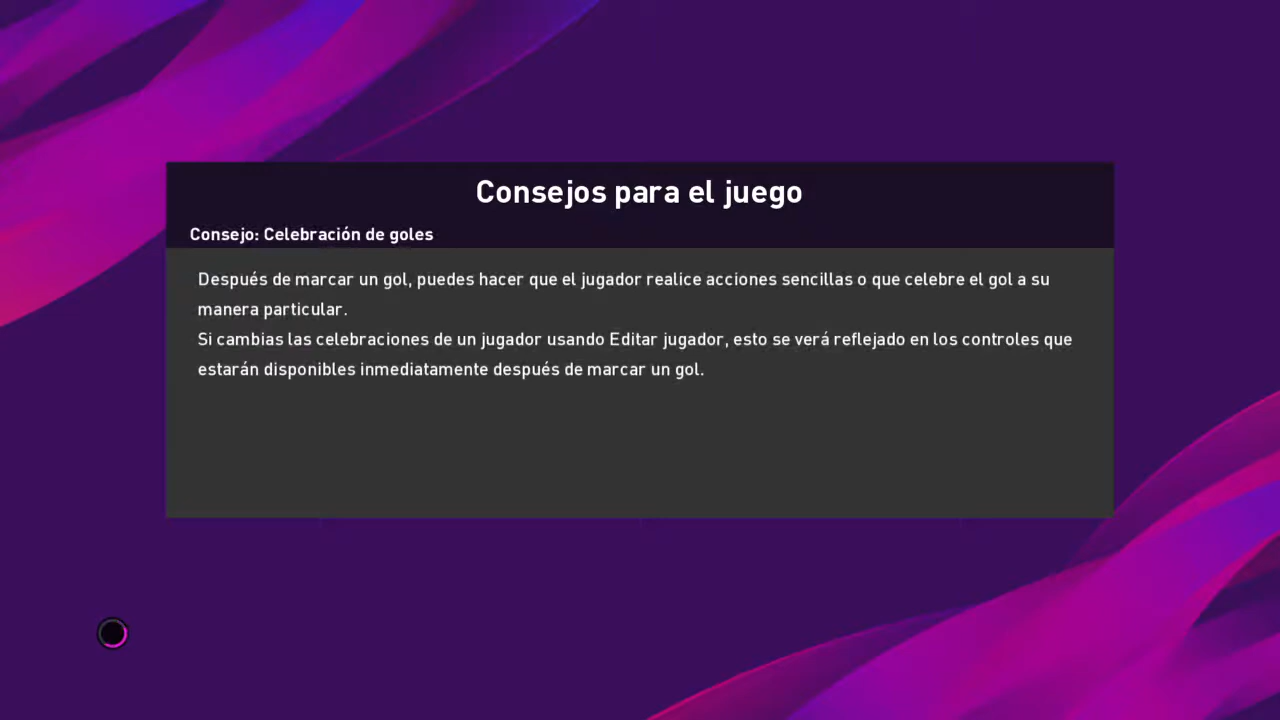 Consejos para el juego
Consejo: Celebración de goles
Después de marcar un gol, puedes hacer que el jugador realice acciones sencillas o que celebre el gol a su
manera particular.
Si cambias las celebraciones de un jugador usando Editar jugador, esto se verá reflejado en los controles que
estarán disponibles inmediatamente después de marcar un gol.